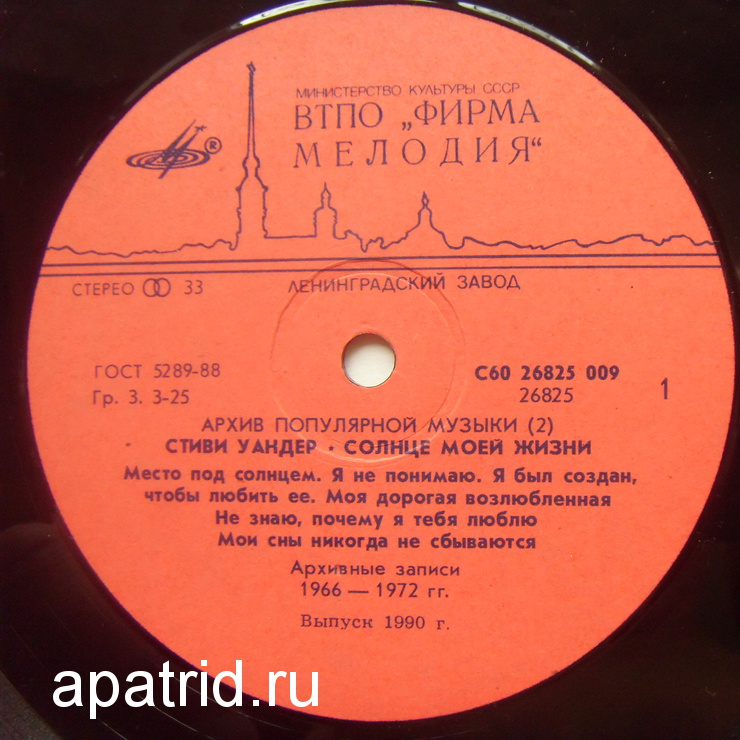 МИНИСТЕРСТВО КУЛЬТУРЫ СССР
ВТПО „ФИРМА
МЕЛОДИЯ“
®
СТЕРЕО 33
ЛЕНИНГРАДСКИЙ ЗАВОД
ГОСТ 5289-88
С60 26825 009
Гр. 3. 3-25
26825
1
АРХИВ ПОПУЛЯРНОЙ МУЗЫКИ (2)
СТИВИ УАНДЕР · СОЛНЦЕ МОЕЙ ЖИЗНИ
Место под солнцем. Я не понимаю. Я был создан,
чтобы любить ее. Моя дорогая возлюбленная
Не знаю, почему я тебя люблю
Мои сны никогда не сбываются
Архивные записи
1966 — 1972 гг.
Выпуск 1990 г.
apatrid.ru